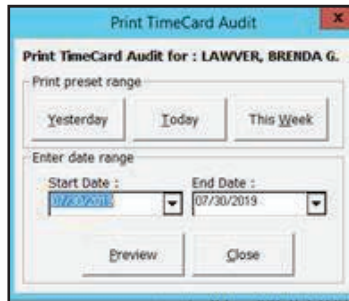 Print TimeCard Audit
x
Print TimeCard Audit for : LAWVER, BRENDA G.
Print preset range
Yesterday Today This Week
Enter date range
Start Date : End Date :
07/30/2019 07/30/2019
Preview Close